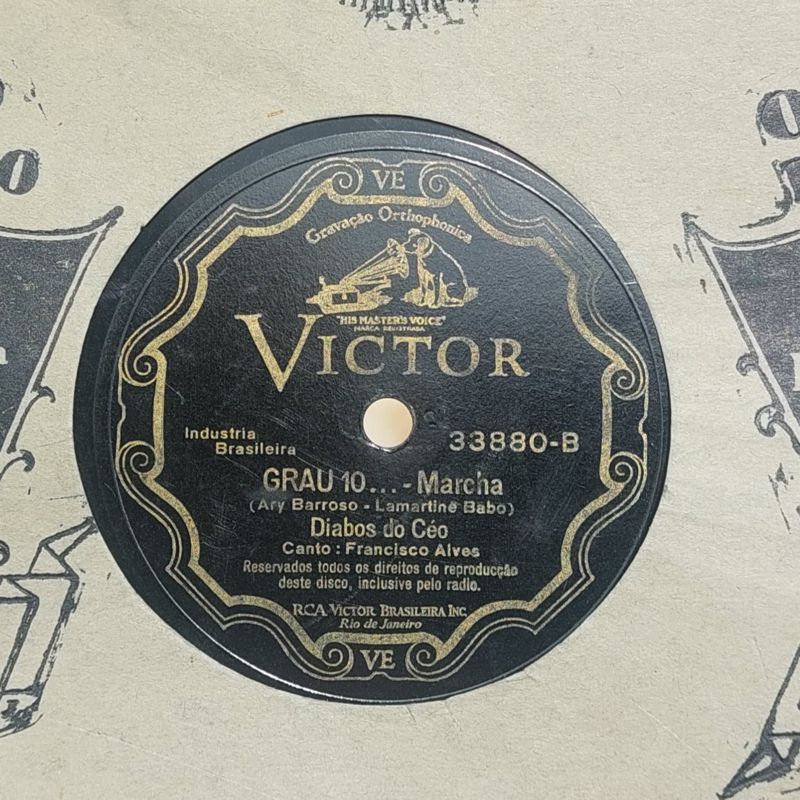 VE
Gravação Orthophonica
"HIS MASTER'S VOICE"
MARCA REGISTRADA
VICTOR
Industria
Brasileira
33880-B
GRAU 10... - Marcha
(Ary Barroso - Lamartine Babo)
Diabos do Céo
Canto : Francisco Alves
Reservados todos os direitos de reproducção
deste disco, inclusive pelo radio.
RCA VICTOR BRASILEIRA INC.
Rio de Janeiro
VE